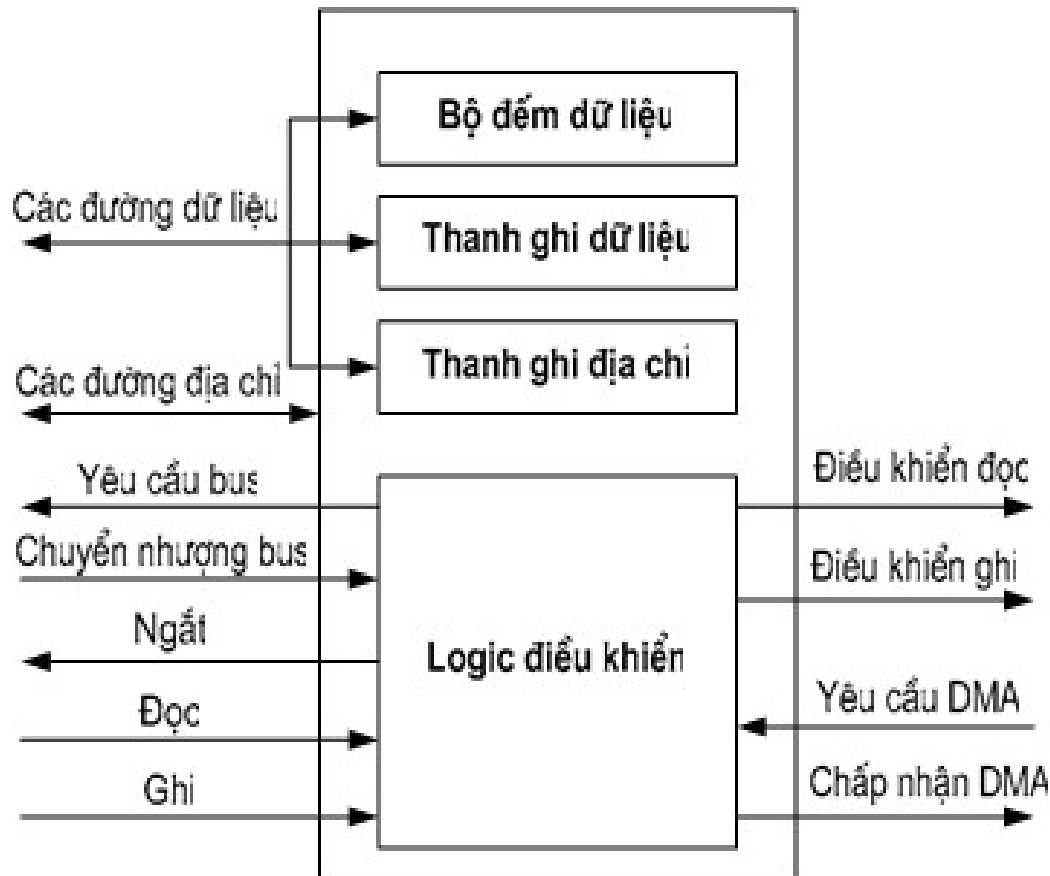 Bộ đếm dữ liệu
Các đường dữ liệu
Thanh ghi dữ liệu
Thanh ghi địa chỉ
Các đường địa chỉ
Yêu cầu bus
Chuyển nhượng bus
Ngắt
Đọc
Ghi
Logic điều khiển
Điều khiển đọc
Điều khiển ghi
Yêu cầu DMA
Chấp nhận DMA